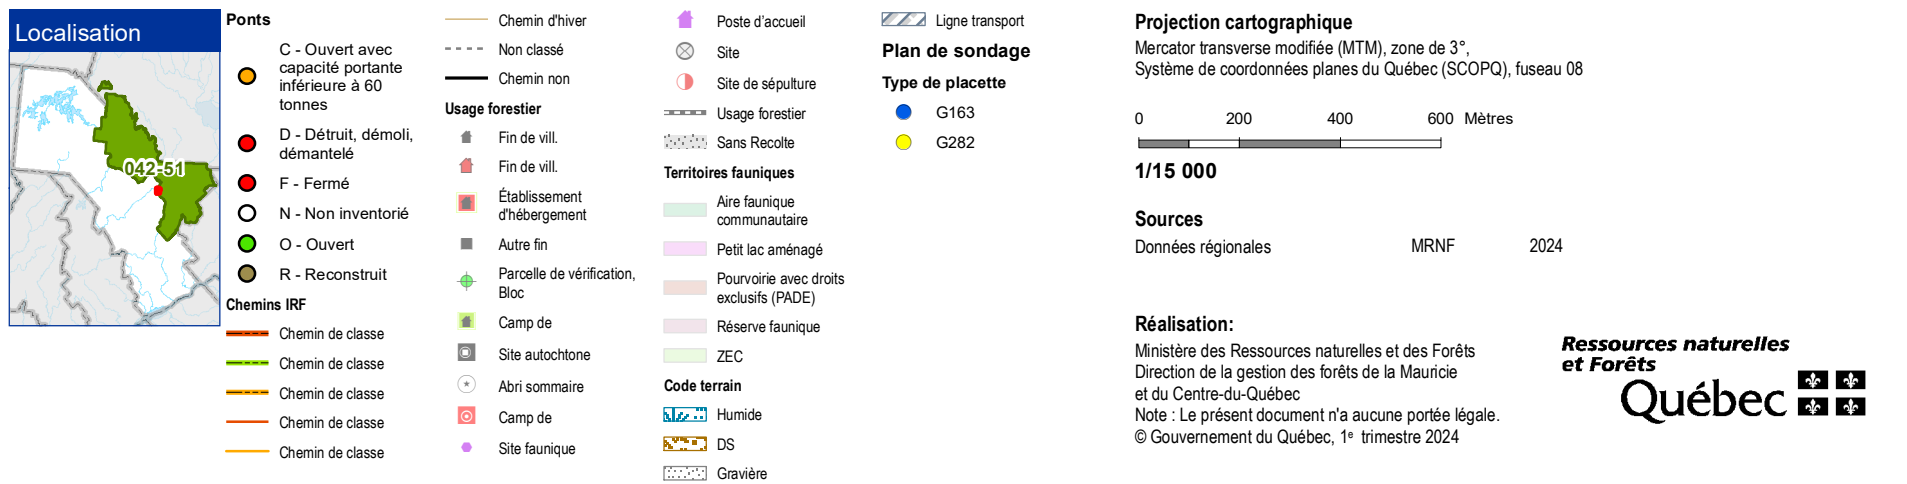 Localisation
042-51
Ponts
C - Ouvert avec
capacité portante
inférieure à 60
tonnes
D - Détruit, démoli,
démantelé
F - Fermé
N - Non inventorié
O - Ouvert
R - Reconstruit
Chemins IRF
Chemin de classe
Chemin de classe
Chemin de classe
Chemin de classe
Chemin de classe
Chemin d'hiver
Non classé
Chemin non
Usage forestier
Fin de vill.
Fin de vill.
Établissement
d'hébergement
Autre fin
Parcelle de vérification,
Bloc
Camp de
Site autochtone
Abri sommaire
Camp de
Site faunique
Poste d'accueil
Site
Site de sépulture
Usage forestier
Sans Recolte
Territoires fauniques
Aire faunique
communautaire
Petit lac aménagé
Pourvoirie avec droits
exclusifs (PADE)
Réserve faunique
ZEC
Code terrain
Humide
DS
Gravière
Ligne transport
Plan de sondage
Type de placette
G163
G282
Projection cartographique
Mercator transverse modifiée (MTM), zone de 3°,
Système de coordonnées planes du Québec (SCOPQ), fuseau 08
0 200 400 600 Mètres
1/15 000
Sources
Données régionales MRNF 2024
Réalisation:
Ministère des Ressources naturelles et des Forêts
Direction de la gestion des forêts de la Mauricie
et du Centre-du-Québec
Note : Le présent document n'a aucune portée légale.
© Gouvernement du Québec, 1e trimestre 2024
Ressources naturelles
et Forêts
Québec